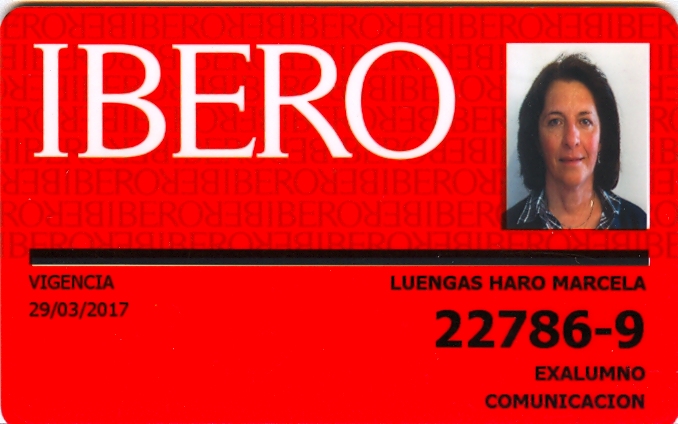 IBERO
VIGENCIA
29/03/2017
LUENGAS HARO MARCELA
22786-9
EXALUMNO
COMUNICACION